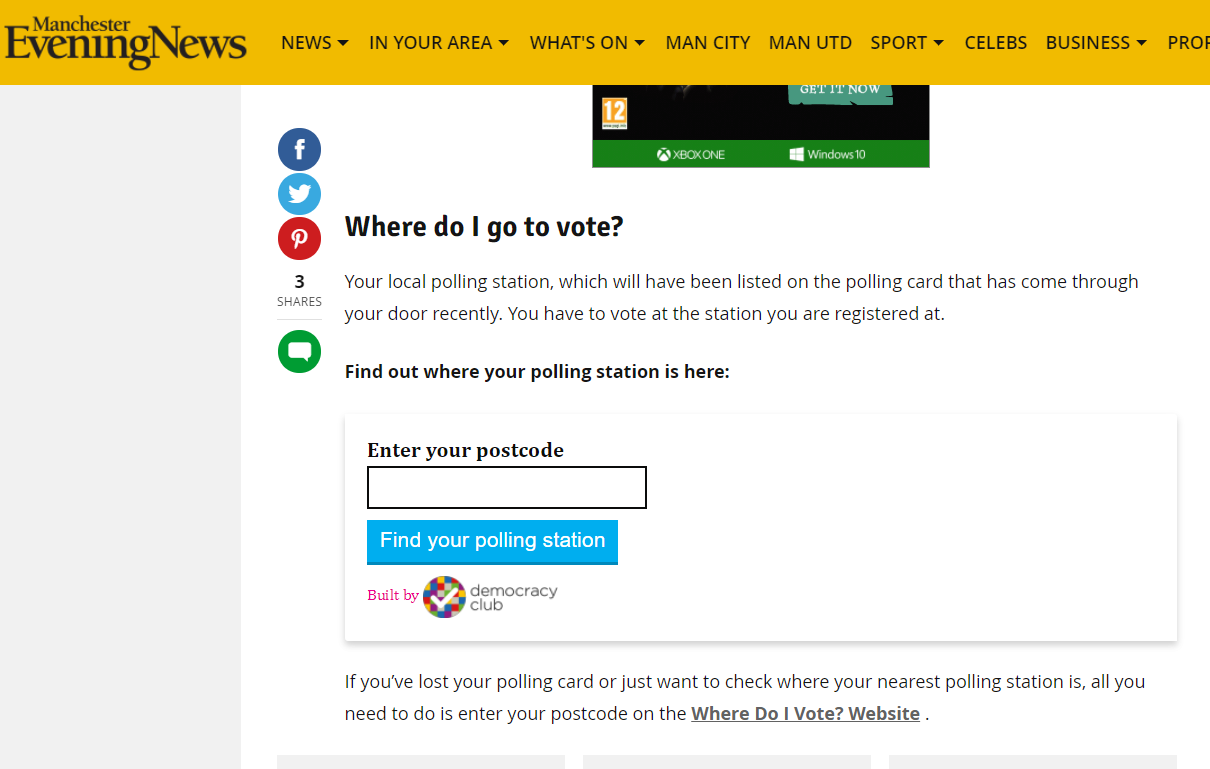 Manchester
Evening News
NEWS IN YOUR AREA WHAT'S ON MAN CITY MAN UTD SPORT CELEBS BUSINESS PROP
GET IT NOW
12
www.pegi.info
XBOX ONE Windows 10
3
SHARES
Where do I go to vote?
Your local polling station, which will have been listed on the polling card that has come through
your door recently. You have to vote at the station you are registered at.
Find out where your polling station is here:
Enter your postcode
Find your polling station
Built by democracy
club
If you’ve lost your polling card or just want to check where your nearest polling station is, all you
need to do is enter your postcode on the Where Do I Vote? Website .